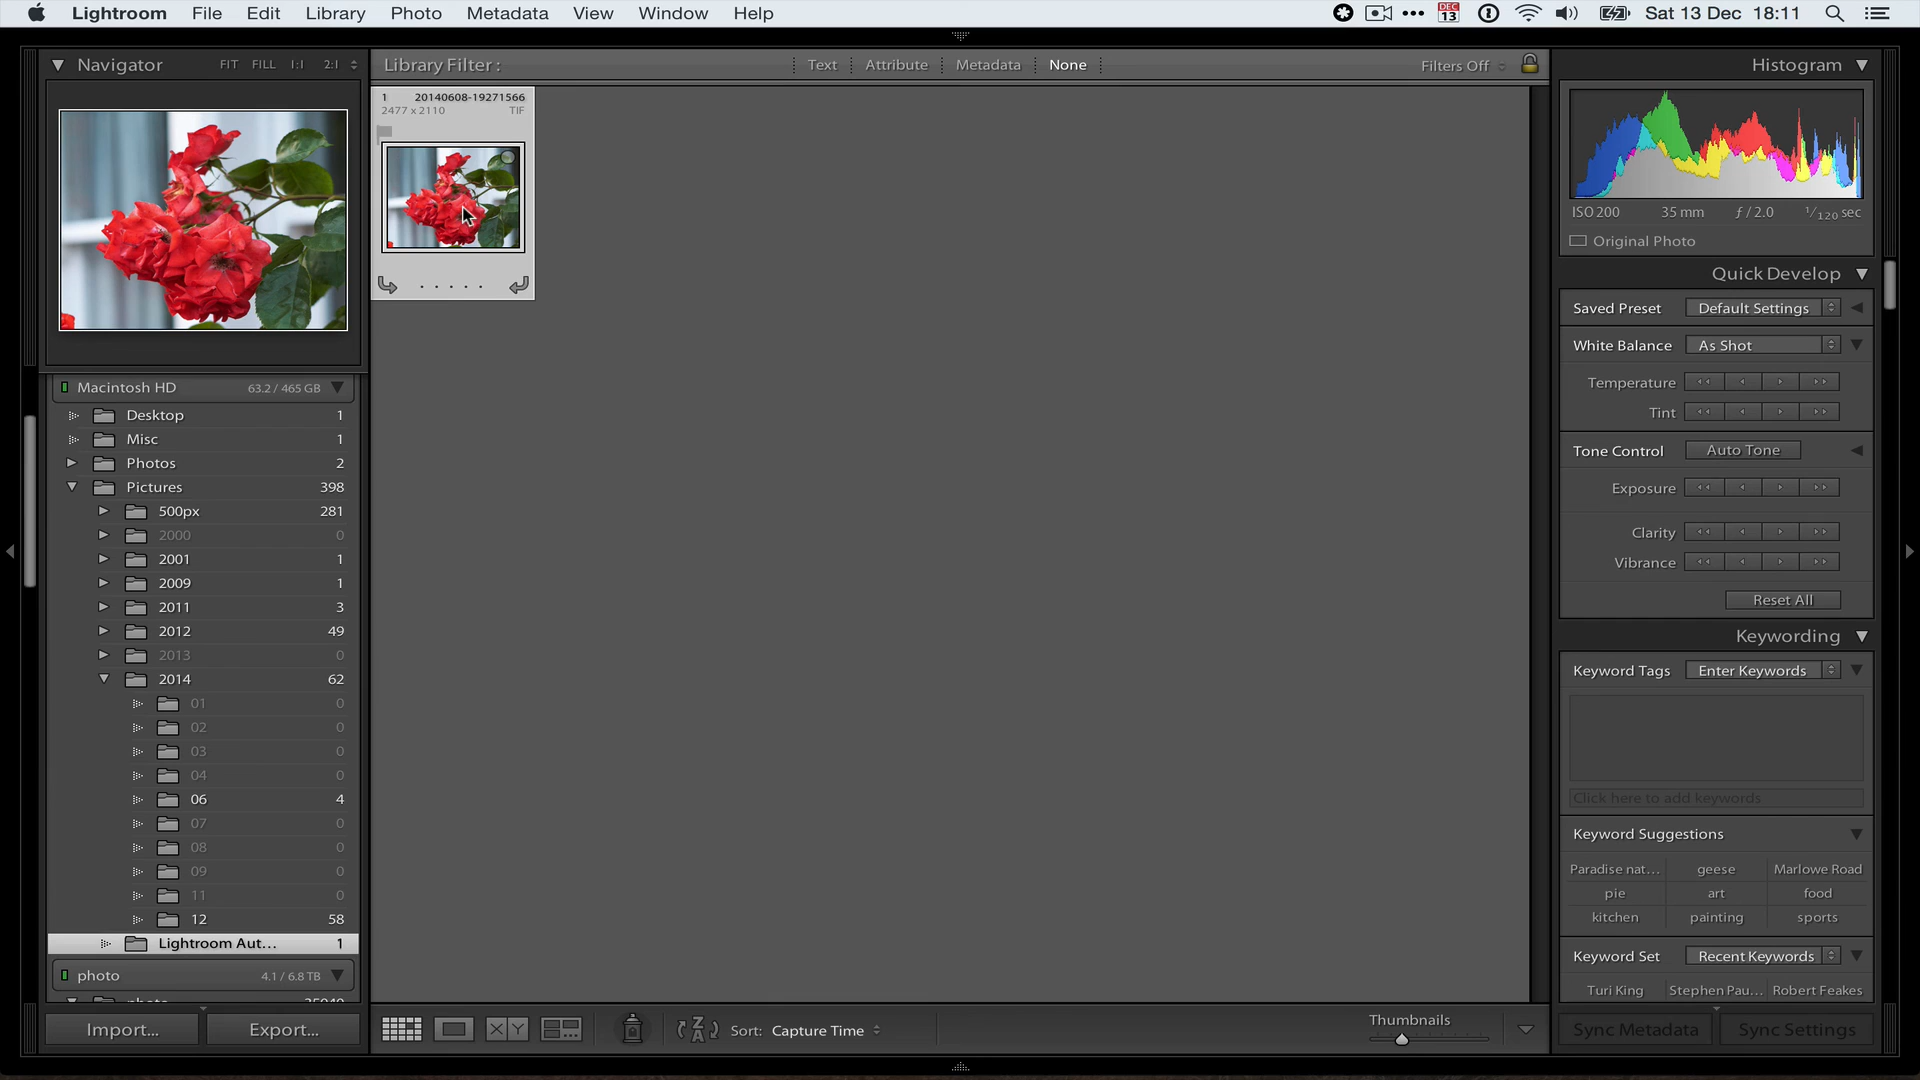 Lightroom File Edit Library Photo Metadata View Window Help
DEC 13 Sat 13 Dec 18:11
Navigator FIT FILL 1:1 2:1
Library Filter : Text Attribute Metadata None Filters Off
Histogram
1 20140608-19271566
2477 x 2110 TIF
ISO 200 35 mm ƒ / 2.0 1/120 sec
Original Photo
Quick Develop
Saved Preset Default Settings
White Balance As Shot
Temperature
Tint
Tone Control Auto Tone
Exposure
Clarity
Vibrance
Reset All
Keywording
Keyword Tags Enter Keywords
Click here to add keywords
Keyword Suggestions
Paradise nat... geese Marlowe Road
pie art food
kitchen painting sports
Keyword Set Recent Keywords
Turi King Stephen Pau... Robert Feakes
Sync Metadata Sync Settings
Macintosh HD 63.2 / 465 GB
Desktop 1
Misc 1
Photos 2
Pictures 398
500px 281
2000 0
2001 1
2009 1
2011 3
2012 49
2013 0
2014 62
01 0
02 0
03 0
04 0
06 4
07 0
08 0
09 0
11 0
12 58
Lightroom Aut... 1
photo 4.1 / 6.8 TB
Import... Export...
XY
Sort: Capture Time
Thumbnails